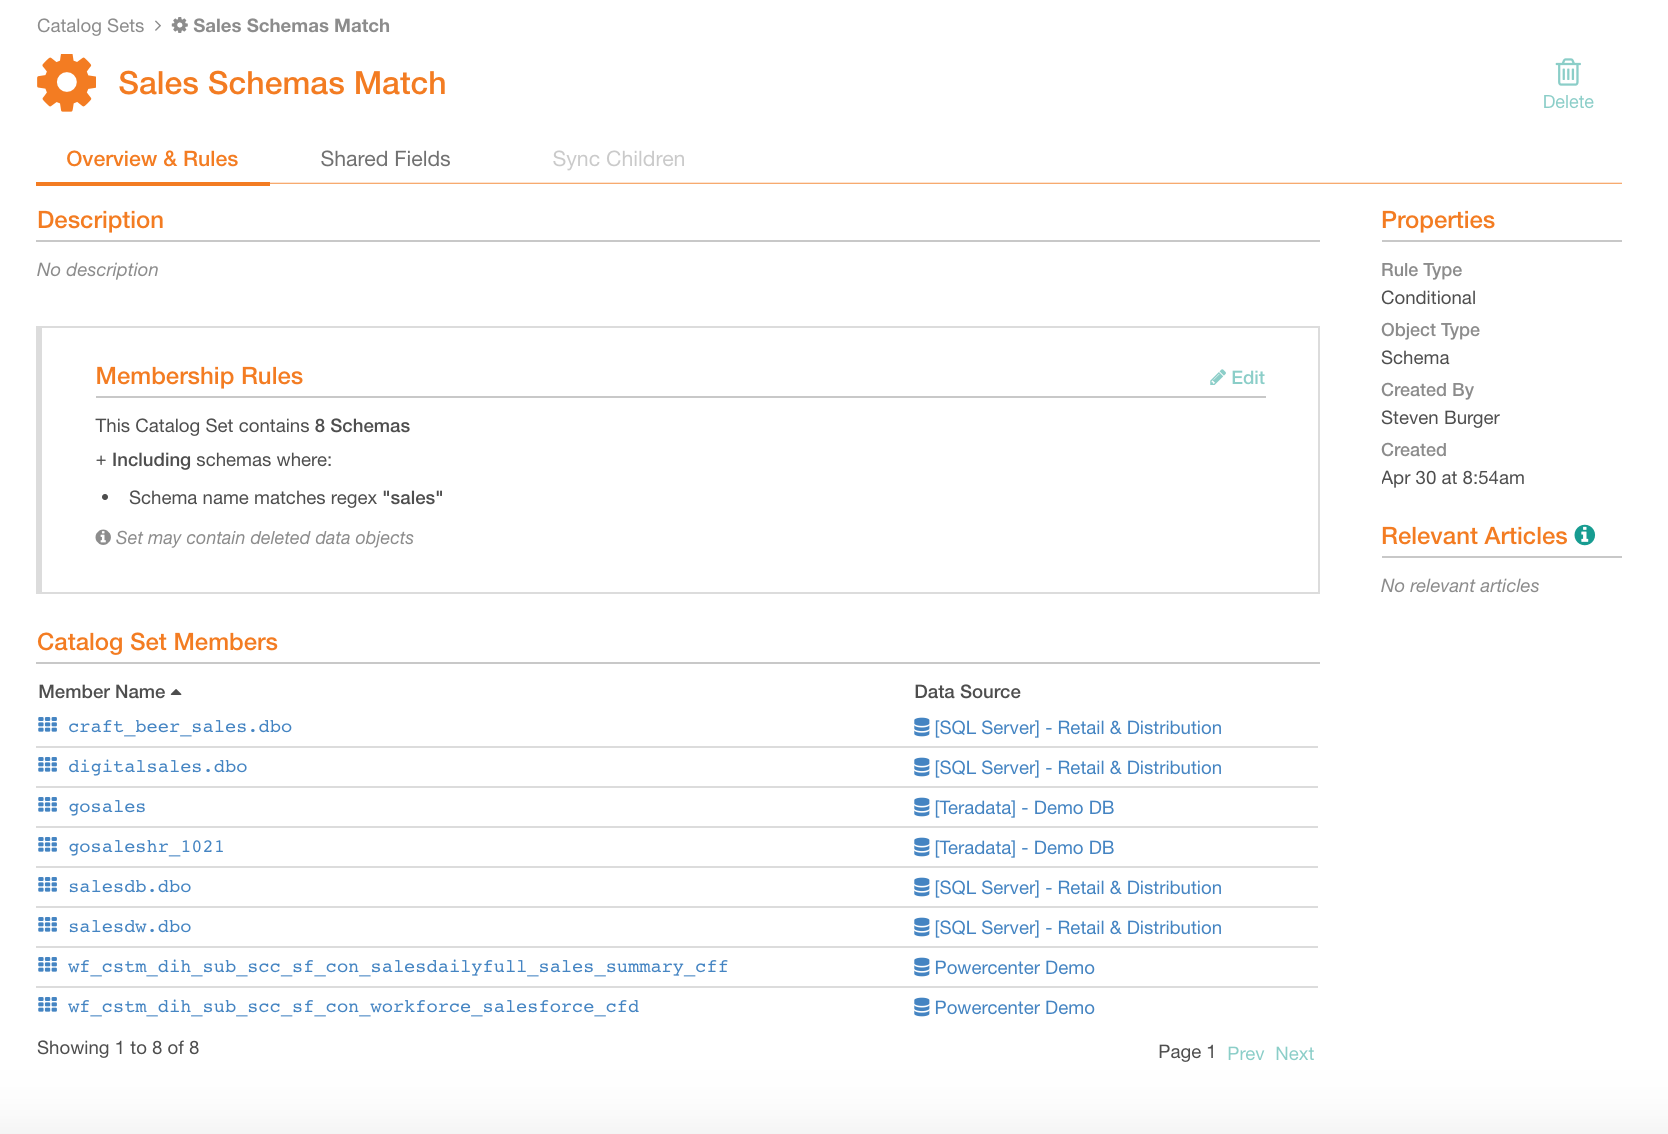 Catalog Sets > Sales Schemas Match
Sales Schemas Match
Delete
Overview & Rules Shared Fields Sync Children
Description
No description
Membership Rules
Edit
This Catalog Set contains 8 Schemas
+ Including schemas where:
• Schema name matches regex "sales"
Set may contain deleted data objects
Catalog Set Members
Member Name Data Source
craft_beer_sales.dbo [SQL Server] - Retail & Distribution
digitalsales.dbo [SQL Server] - Retail & Distribution
gosales [Teradata] - Demo DB
gosaleshr_1021 [Teradata] - Demo DB
salesdb.dbo [SQL Server] - Retail & Distribution
salesdw.dbo [SQL Server] - Retail & Distribution
wf_cstm_dih_sub_scc_sf_con_salesdailyfull_sales_summary_cff Powercenter Demo
wf_cstm_dih_sub_scc_sf_con_workforce_salesforce_cfd Powercenter Demo
Showing 1 to 8 of 8
Page 1 Prev Next
Properties
Rule Type
Conditional
Object Type
Schema
Created By
Steven Burger
Created
Apr 30 at 8:54am
Relevant Articles
No relevant articles